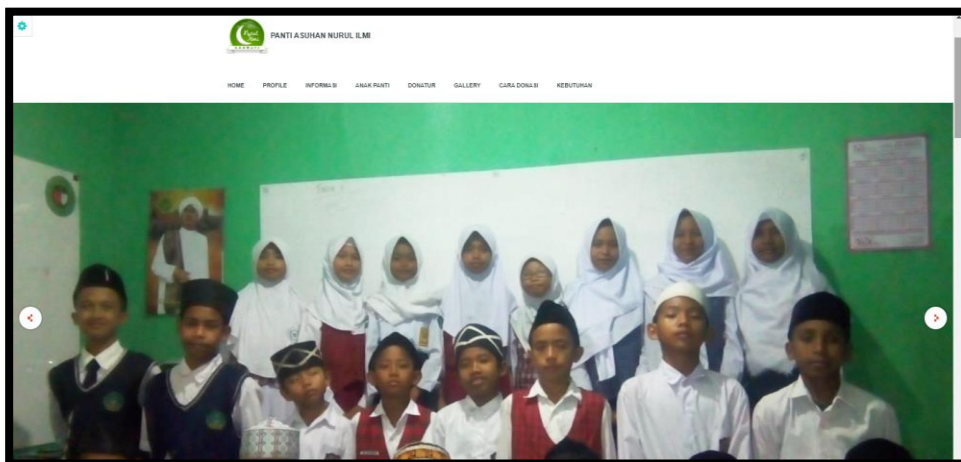 PANTI ASUHAN NURUL ILMI
HOME PROFILE INFORMASI ANAK PANTI DONATUR GALLERY CARA DONASI KEBUTUHAN